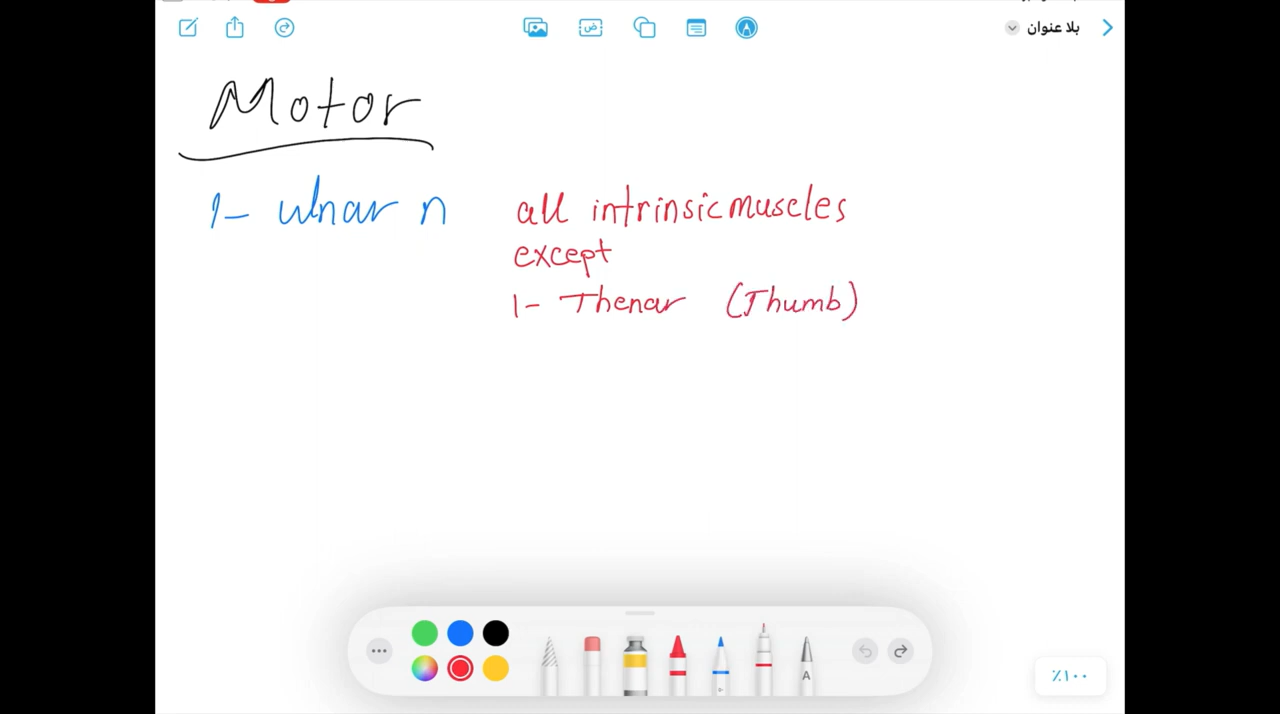 بلا عنوان
Motor
1- ulnar n all intrinsic muscles
except
1- Thenar (Thumb)
A
٪١٠٠